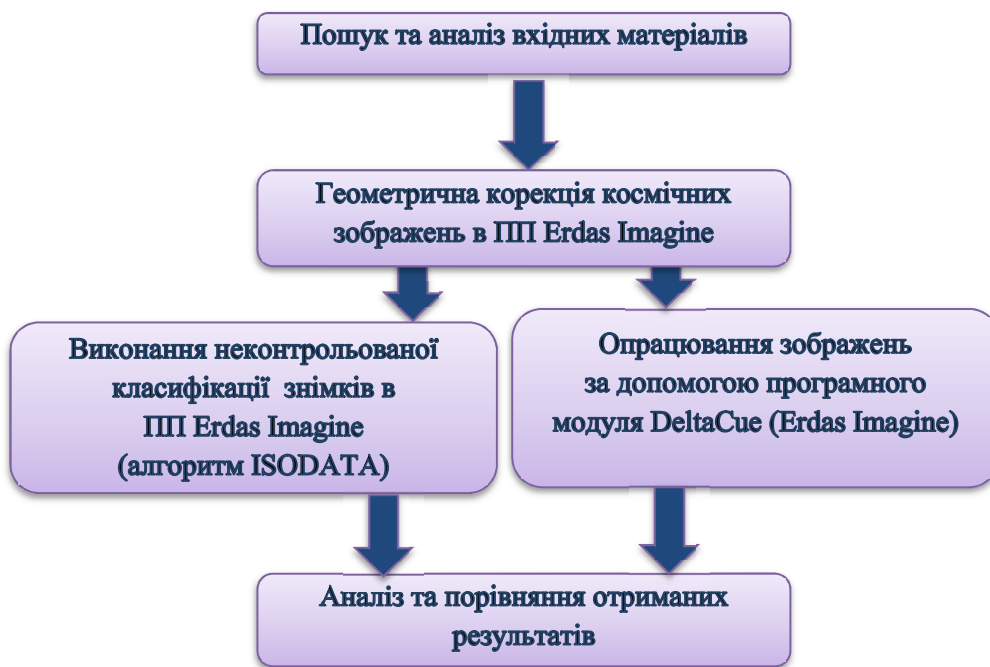 Пошук та аналіз вхідних матеріалів
Геометрична корекція космічних
зображень в ПП Erdas Imagine
Виконання неконтрольованої
класифікації знімків в
ПП Erdas Imagine
(алгоритм ISODATA)
Опрацювання зображень
за допомогою програмного
модуля DeltaCue (Erdas Imagine)
Аналіз та порівняння отриманих
результатів